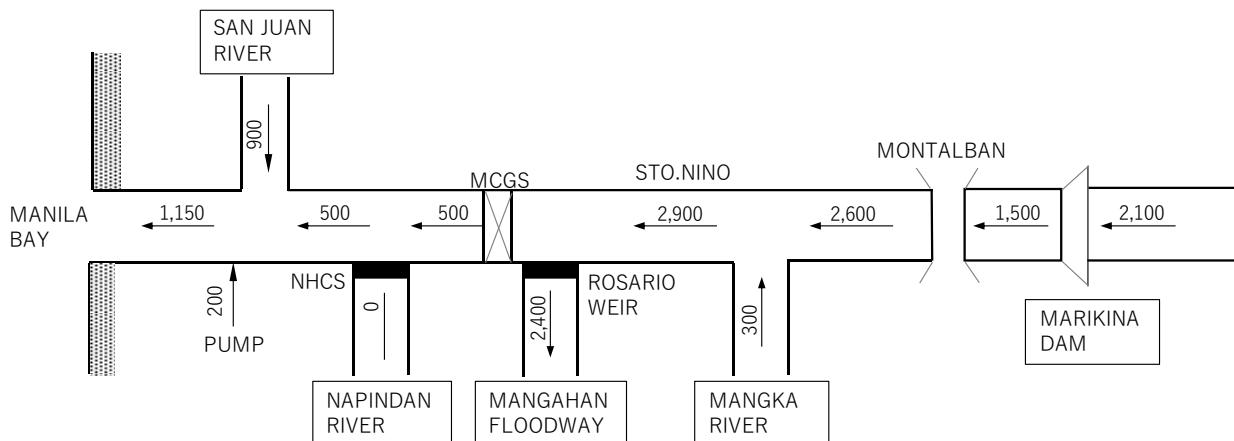 SAN JUAN
RIVER
900
MONTALBAN
STO.NINO
MCGS
MANILA
BAY
1,150
500
500
2,900
2,600
1,500
2,100
NHCS
ROSARIO
WEIR
200
PUMP
0
2,400
300
MARIKINA
DAM
NAPINDAN
RIVER
MANGAHAN
FLOODWAY
MANGKA
RIVER